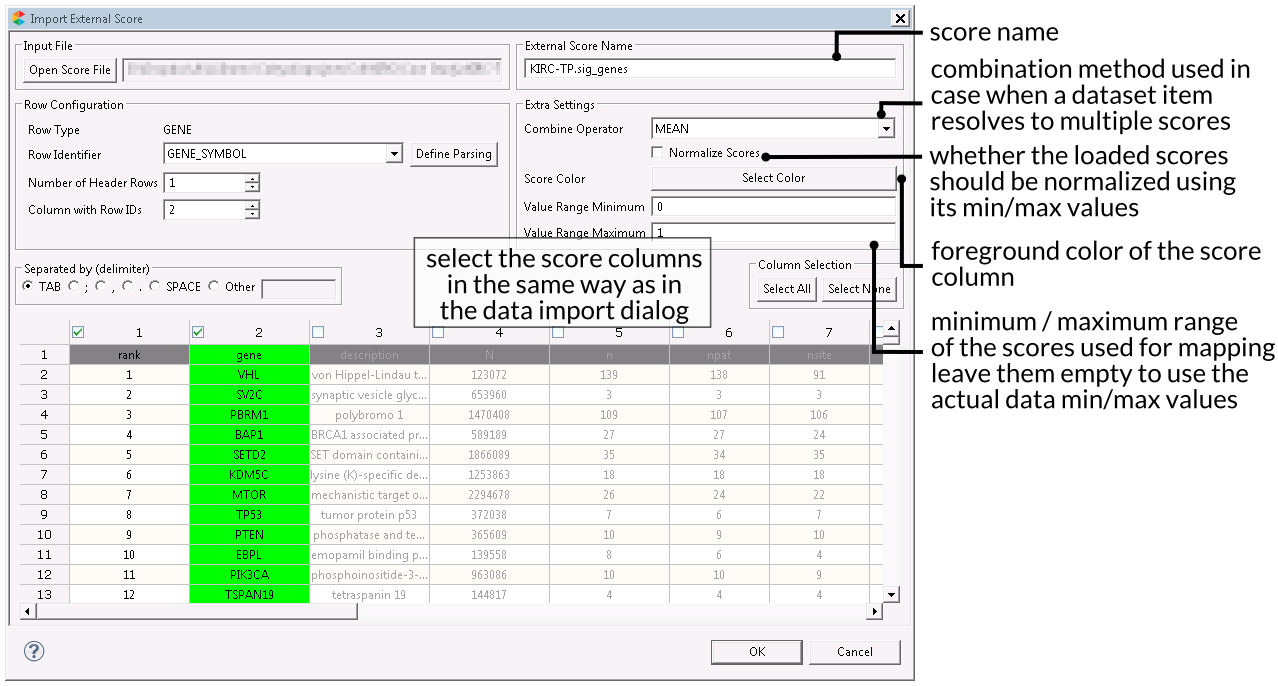 Import External Score
Input File
Open Score File
External Score Name
KIRC-TP.sig_genes
Row Configuration
Row Type GENE
Row Identifier GENE_SYMBOL Define Parsing
Number of Header Rows 1
Column with Row IDs 2
Extra Settings
Combine Operator MEAN
Normalize Scores
Score Color Select Color
Value Range Minimum 0
Value Range Maximum 1
Separated by (delimiter)
TAB ; , . SPACE Other
Column Selection
Select All Select None
select the score columns
in the same way as in
the data import dialog
1 2 3 4 5 6 7
1 rank gene description N n npat nsite
2 1 VHL von Hippel-Lindau t... 123072 139 138 91
3 2 SV2C synaptic vesicle glyc... 653960 3 3 3
4 3 PBRM1 polybromo 1 1470408 109 107 106
5 4 BAP1 BRCA1 associated pr... 589189 27 27 24
6 5 SETD2 SET domain containi... 1866089 35 34 35
7 6 KDM5C lysine (K)-specific de... 1253863 18 18 18
8 7 MTOR mechanistic target o... 2294678 26 24 22
9 8 TP53 tumor protein p53 372038 7 6 7
10 9 PTEN phosphatase and te... 365609 10 9 10
11 10 EBPL emopamil binding p... 139558 8 6 4
12 11 PIK3CA phosphoinositide-3-... 963086 10 10 9
13 12 TSPAN19 tetraspanin 19 144817 4 4 4
?
OK Cancel
score name
combination method used in
case when a dataset item
resolves to multiple scores
whether the loaded scores
should be normalized using
its min/max values
foreground color of the score
column
minimum / maximum range
of the scores used for mapping
leave them empty to use the
actual data min/max values